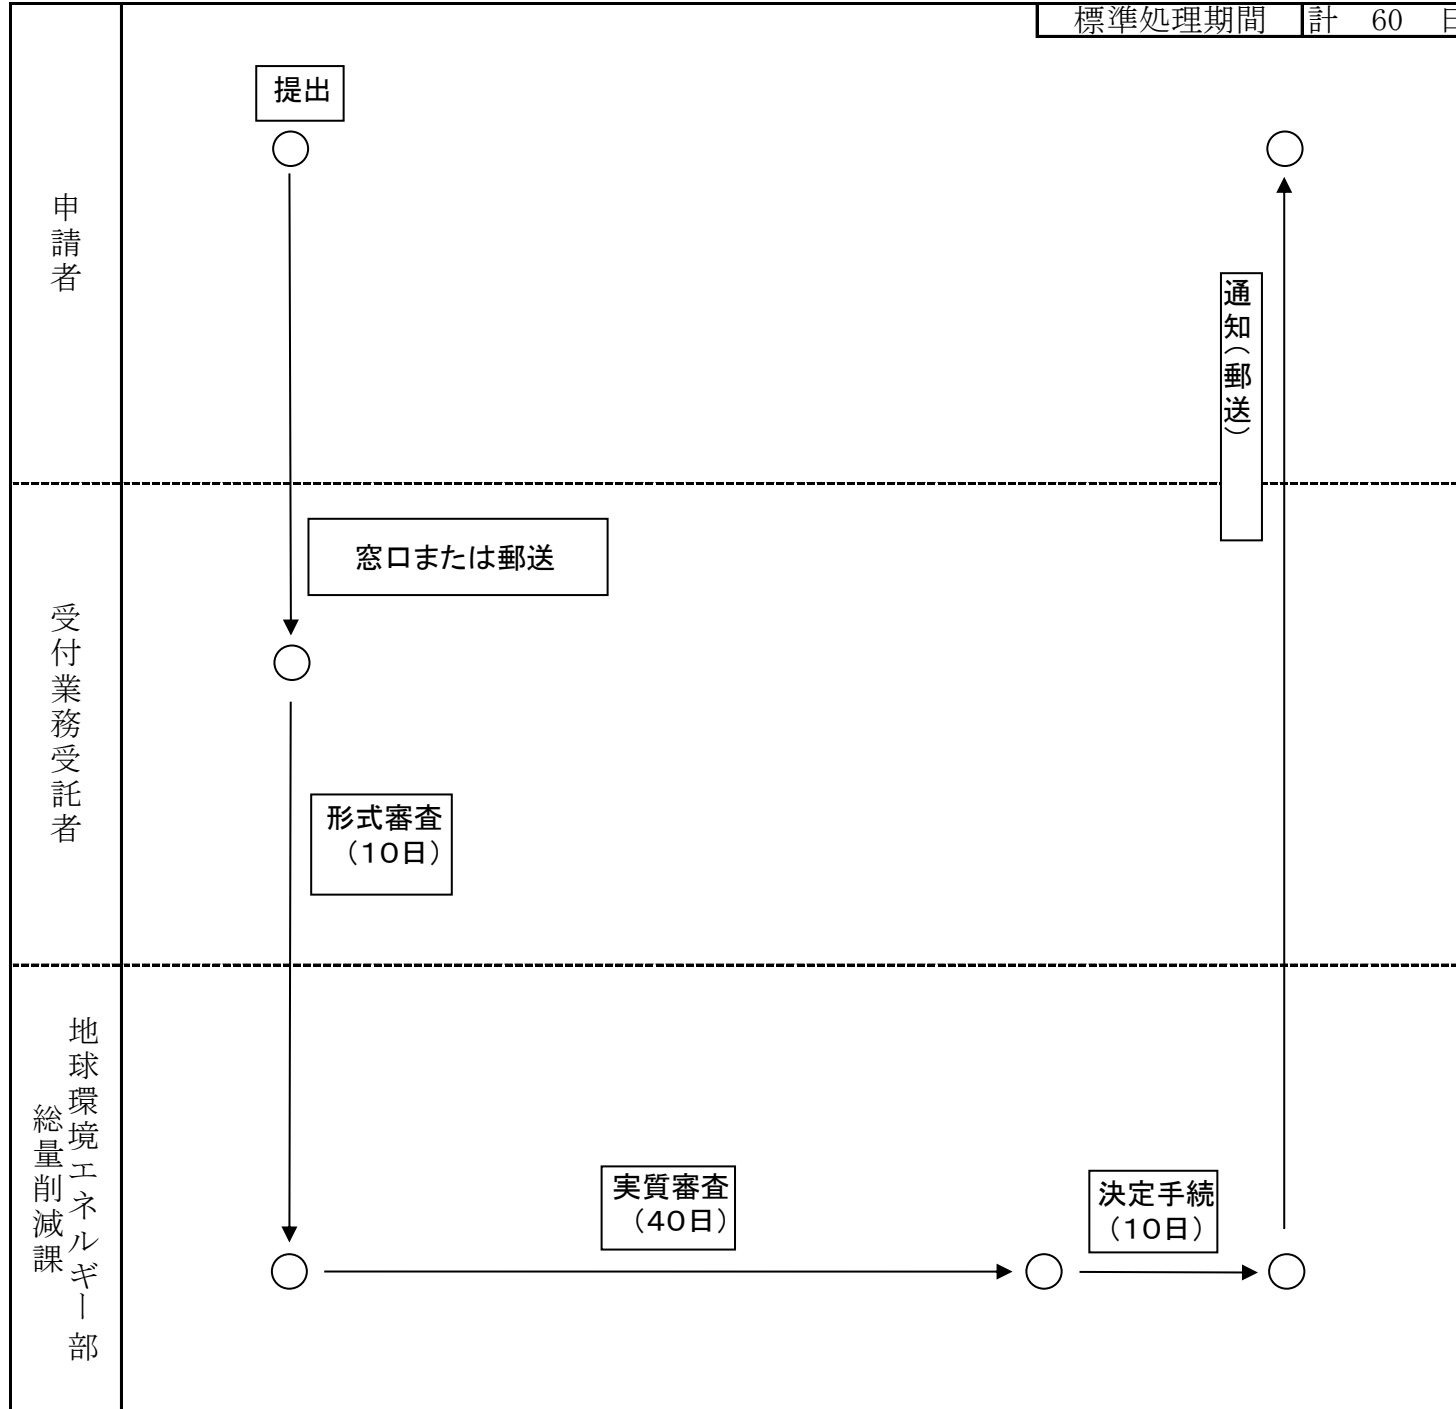 標準処理期間 計 60 日
提出
申請者
通知（郵送）
窓口または郵送
受付業務受託者
形式審査
（10日）
地球環境エネルギー部
総量削減課
実質審査
（40日）
決定手続
（10日）